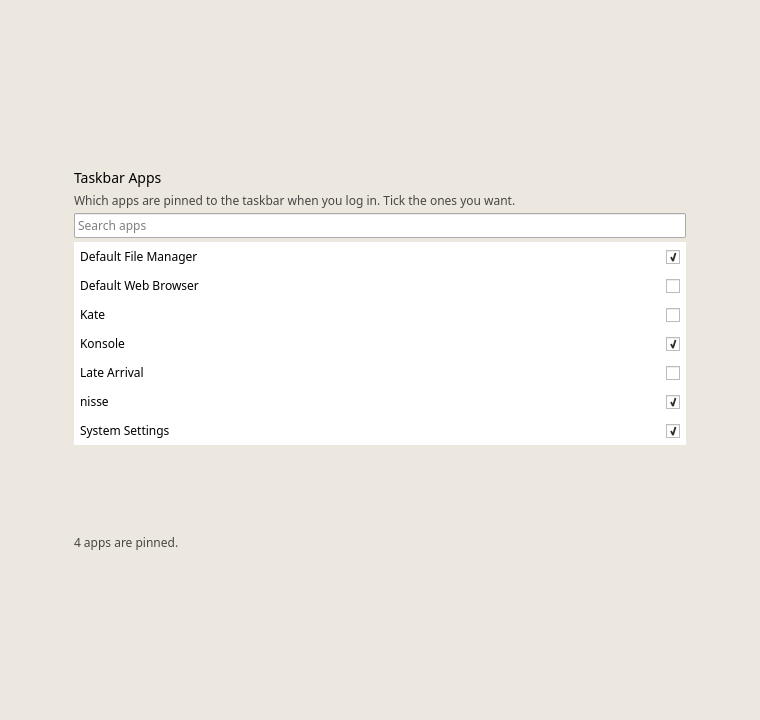 Taskbar Apps
Which apps are pinned to the taskbar when you log in. Tick the ones you want.
Search apps
Default File Manager
Default Web Browser
Kate
Konsole
Late Arrival
nisse
System Settings
4 apps are pinned.